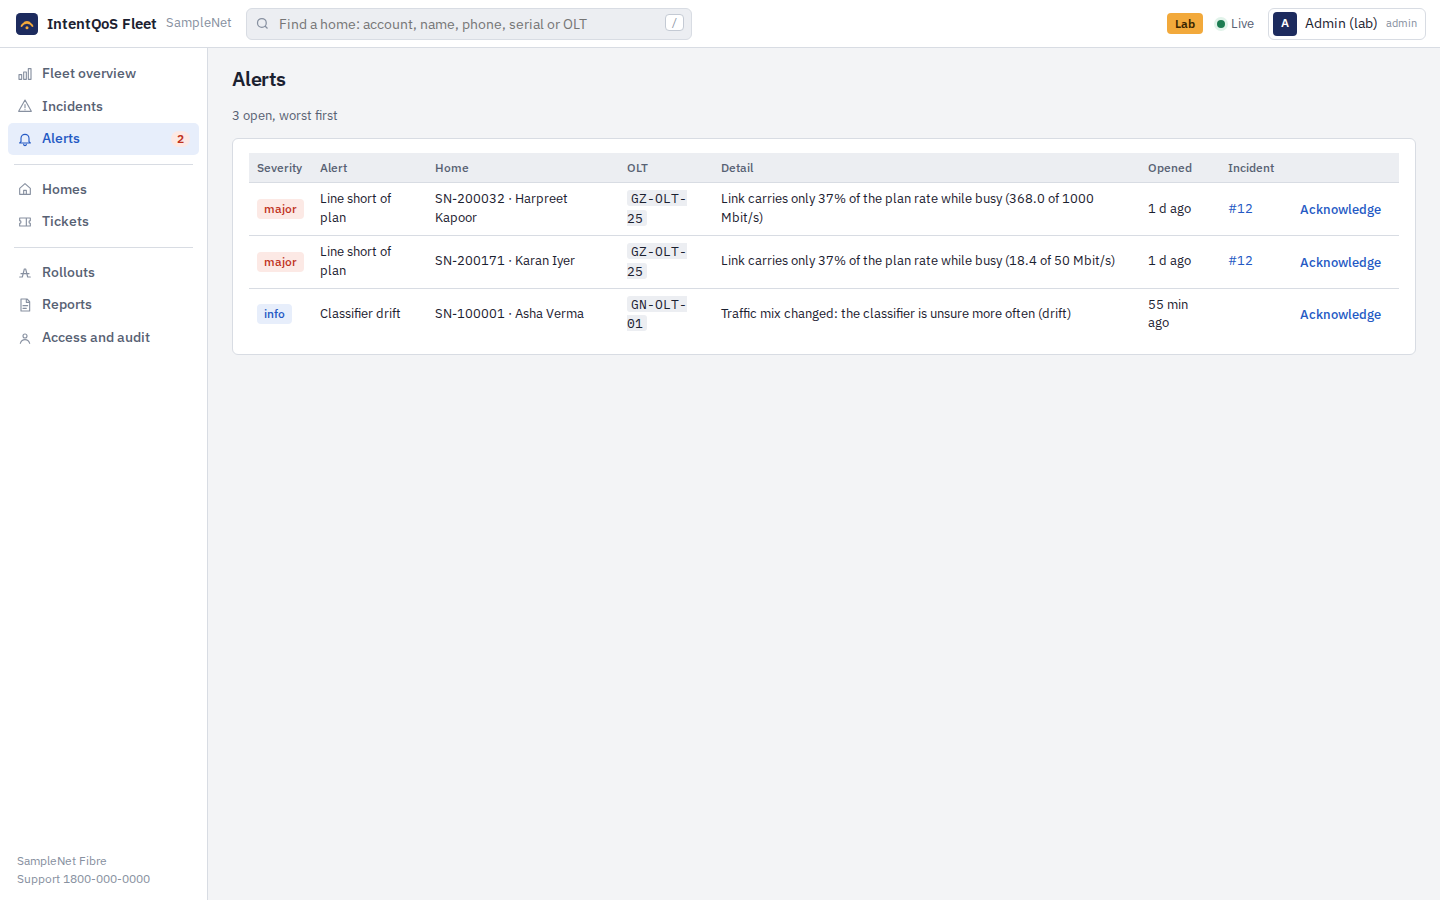 IntentQoS Fleet SampleNet
Find a home: account, name, phone, serial or OLT /
Lab Live A Admin (lab) admin
Fleet overview
Incidents
Alerts 2
Homes
Tickets
Rollouts
Reports
Access and audit
SampleNet Fibre
Support 1800-000-0000
Alerts
3 open, worst first
Severity Alert Home OLT Detail Opened Incident
major Line short of plan SN-200032 · Harpreet Kapoor GZ-OLT-25 Link carries only 37% of the plan rate while busy (368.0 of 1000 Mbit/s) 1 d ago #12 Acknowledge
major Line short of plan SN-200171 · Karan Iyer GZ-OLT-25 Link carries only 37% of the plan rate while busy (18.4 of 50 Mbit/s) 1 d ago #12 Acknowledge
info Classifier drift SN-100001 · Asha Verma GN-OLT-01 Traffic mix changed: the classifier is unsure more often (drift) 55 min ago Acknowledge